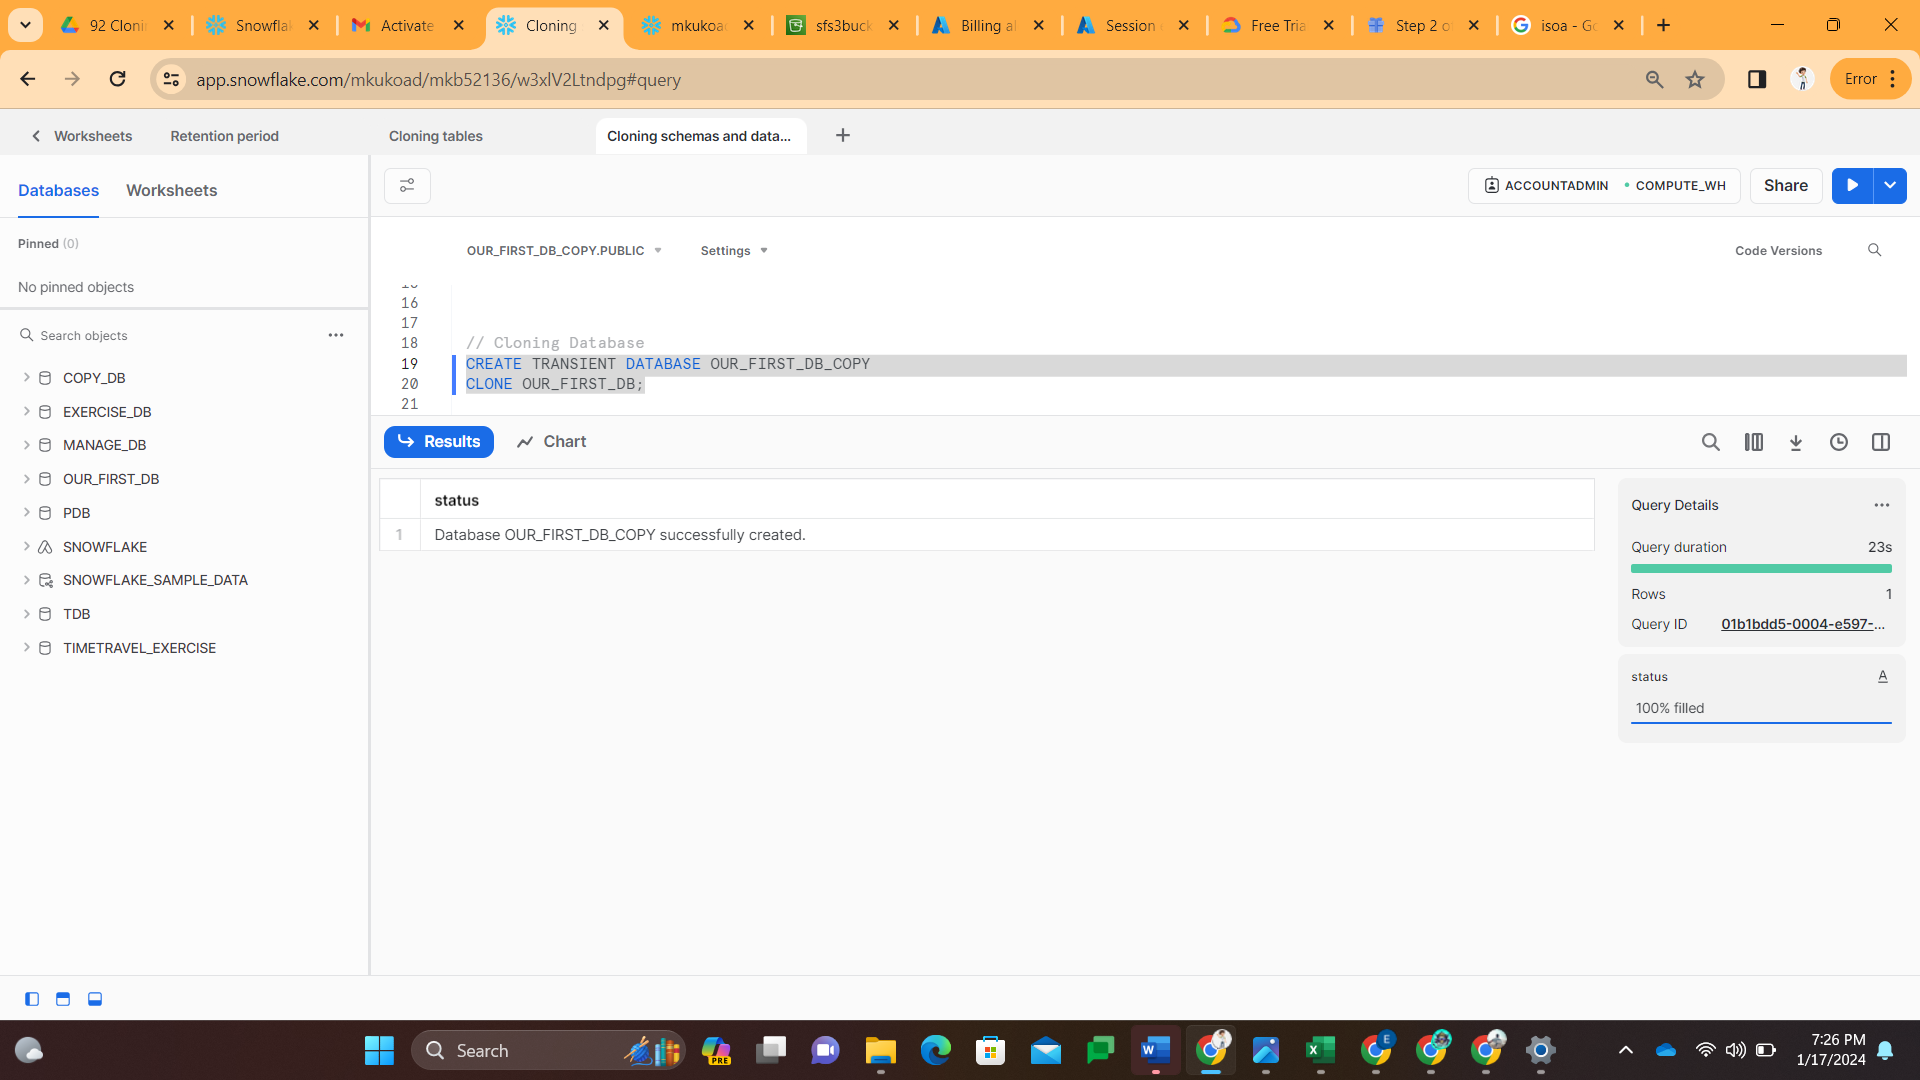 92 Clonin
Snowflak
Activate
Cloning
mkukoad
sfs3buck
Billing al
Session
Free Tria
Step 2 o
isoa - Go
app.snowflake.com/mkukoad/mkb52136/w3xlV2Ltndpg#query
Error
Worksheets
Retention period
Cloning tables
Cloning schemas and data...
Databases
Worksheets
ACCOUNTADMIN
COMPUTE_WH
Share
Pinned (0)
No pinned objects
OUR_FIRST_DB_COPY.PUBLIC
Settings
Code Versions
Search objects
COPY_DB
EXERCISE_DB
MANAGE_DB
OUR_FIRST_DB
PDB
SNOWFLAKE
SNOWFLAKE_SAMPLE_DATA
TDB
TIMETRAVEL_EXERCISE
16
17
18 // Cloning Database
19 CREATE TRANSIENT DATABASE OUR_FIRST_DB_COPY
20 CLONE OUR_FIRST_DB;
21
Results
Chart
status
1 Database OUR_FIRST_DB_COPY successfully created.
Query Details
Query duration 23s
Rows 1
Query ID 01b1bdd5-0004-e597-...
status A
100% filled
Search
PRE
E
7:26 PM
1/17/2024